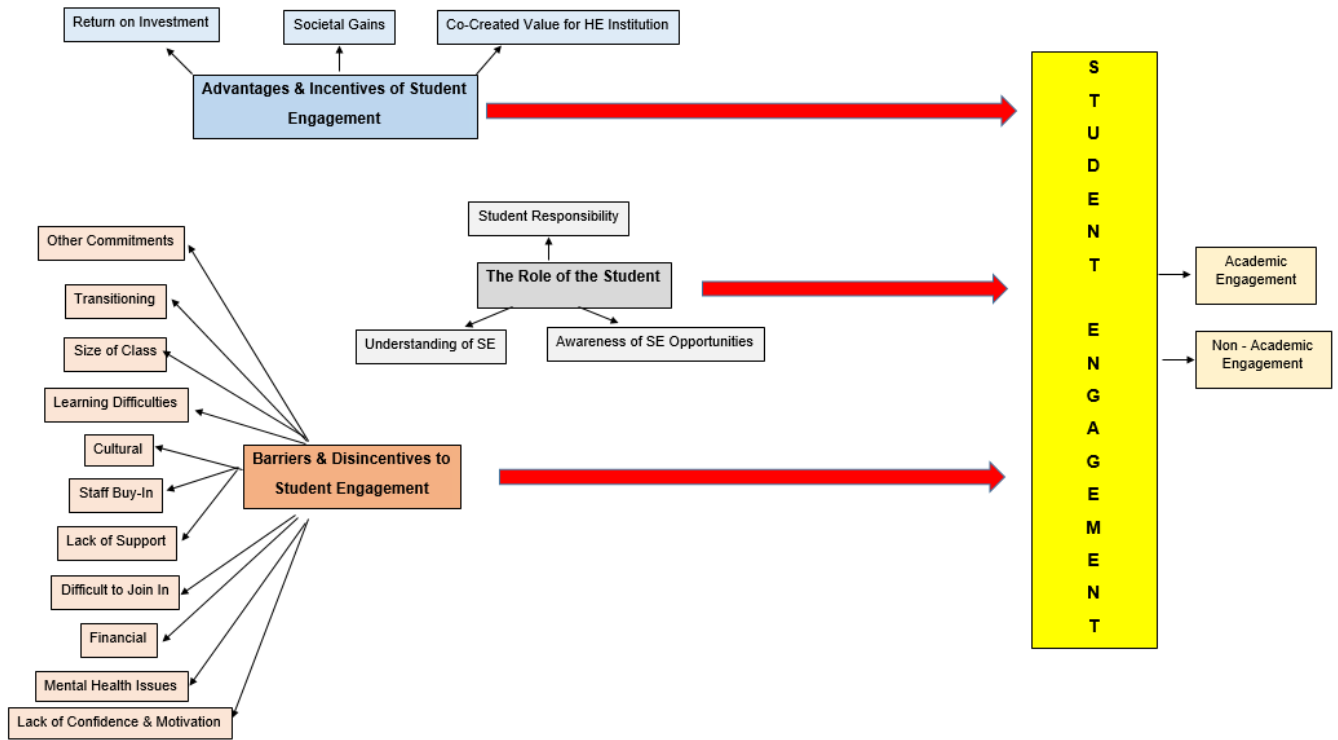 Return on Investment
Societal Gains
Co-Created Value for HE Institution
Advantages & Incentives of Student
Engagement
Student Responsibility
The Role of the Student
Understanding of SE
Awareness of SE Opportunities
Other Commitments
Transitioning
Size of Class
Learning Difficulties
Cultural
Staff Buy-In
Lack of Support
Difficult to Join In
Financial
Mental Health Issues
Lack of Confidence & Motivation
Barriers & Disincentives to
Student Engagement
S
T
U
D
E
N
T
E
N
G
A
G
E
M
E
N
T
Academic
Engagement
Non - Academic
Engagement